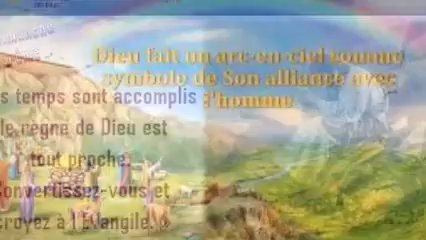 Dieu fait un arc-en-ciel comme
symbole de Son alliance avec
l'homme
s temps sont accomplis
le règne de Dieu est
tout proche.
Convertissez-vous et
croyez à l'Evangile.